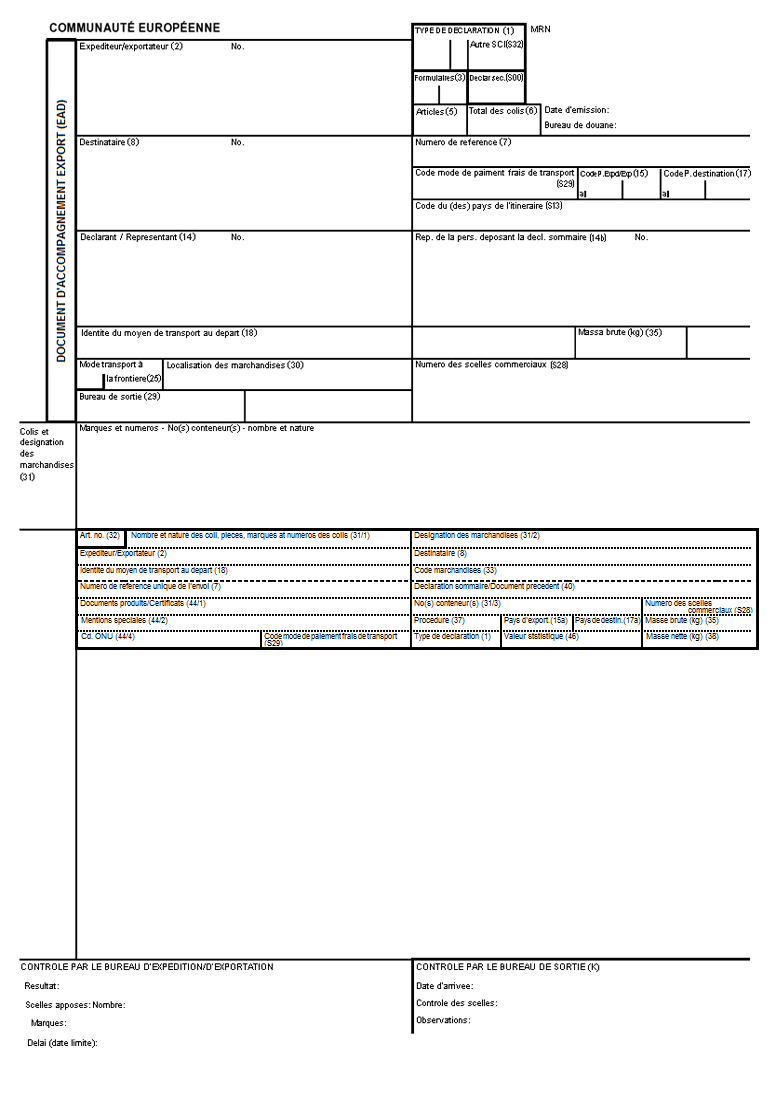 COMMUNAUTÉ EUROPÉENNE
DOCUMENT D'ACCOMPAGNEMENT EXPORT (EAD)
Expediteur/exportateur (2) No.
TYPE DE DECLARATION (1) MRN
Autre SCI(S32)
Formulaires(3) Declar sec.(S00)
Articles (5) Total des colis(6) Date d'emission:
Bureau de douane:
Destinataire (8) No.
Numero de reference (7)
Code mode de paiment frais de transport (S29)
Code P. Expd/Exp (15) Code P. destination (17)
a| a|
Code du (des) pays de l'itineraire (S13)
Declarant / Representant (14) No.
Rep. de la pers. deposant la decl. sommaire (14b) No.
Identite du moyen de transport au depart (18)
Massa brute (kg) (35)
Mode transport à
la frontiere(25)
Localisation des marchandises (30)
Numero des scelles commerciaux (S28)
Bureau de sortie (29)
Colis et
designation
des
marchandises
(31)
Marques et numeros - No(s) conteneur(s) - nombre et nature
Art. no. (32) Nombre et nature des coll, pieces, marques at numeros des colls (31/1) Designation des marchandises (31/2)
Expediteur/Exportateur (2) Destinataire (8)
Identite du moyen de transport au depart (18) Code marchandises (33)
Numero de reference unique de l'envol (7) Declaration sommaire/Document precedent (40)
Documents produits/Certificats (44/1) No(s) conteneur(s) (31/3) Numero des scelles
commerciaux (S28)
Mentions speciales (44/2) Procedure (37) Pays d'export.(15a) Pays de destin.(17a) Masse brute (kg) (35)
Cd. ONU (44/4) Code mode de paiement frais de transport
(S29)
Type de declaration (1) Valeur ststistique (46) Masse nette (kg) (38)
CONTROLE PAR LE BUREAU D'EXPEDITION/D'EXPORTATION
Resultat:
Scelles apposes: Nombre:
Marques:
Delai (date limite):
CONTROLE PAR LE BUREAU DE SORTIE (K)
Date d'arrivee:
Controle des scelles:
Observations: